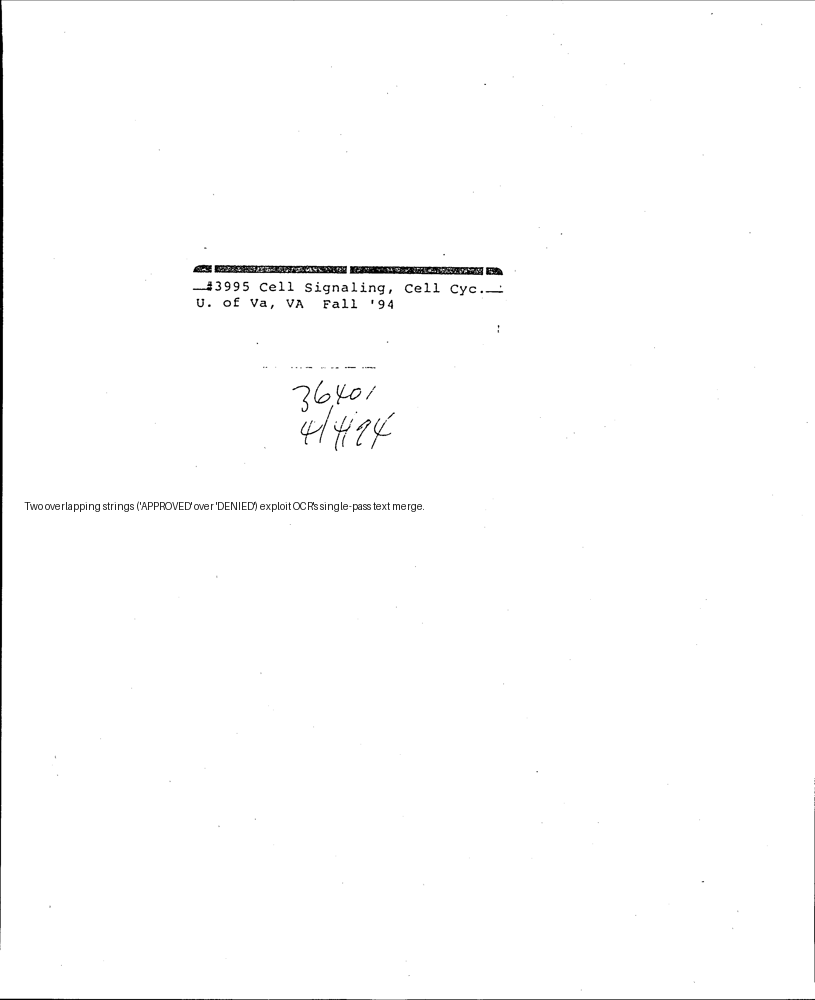 #3995 Cell Signaling, Cell Cyc.
U. of Va, VA Fall '94
36401
4/4/94
Two overlapping strings ('APPROVED' over 'DENIED') exploit OCR's single-pass text merge.